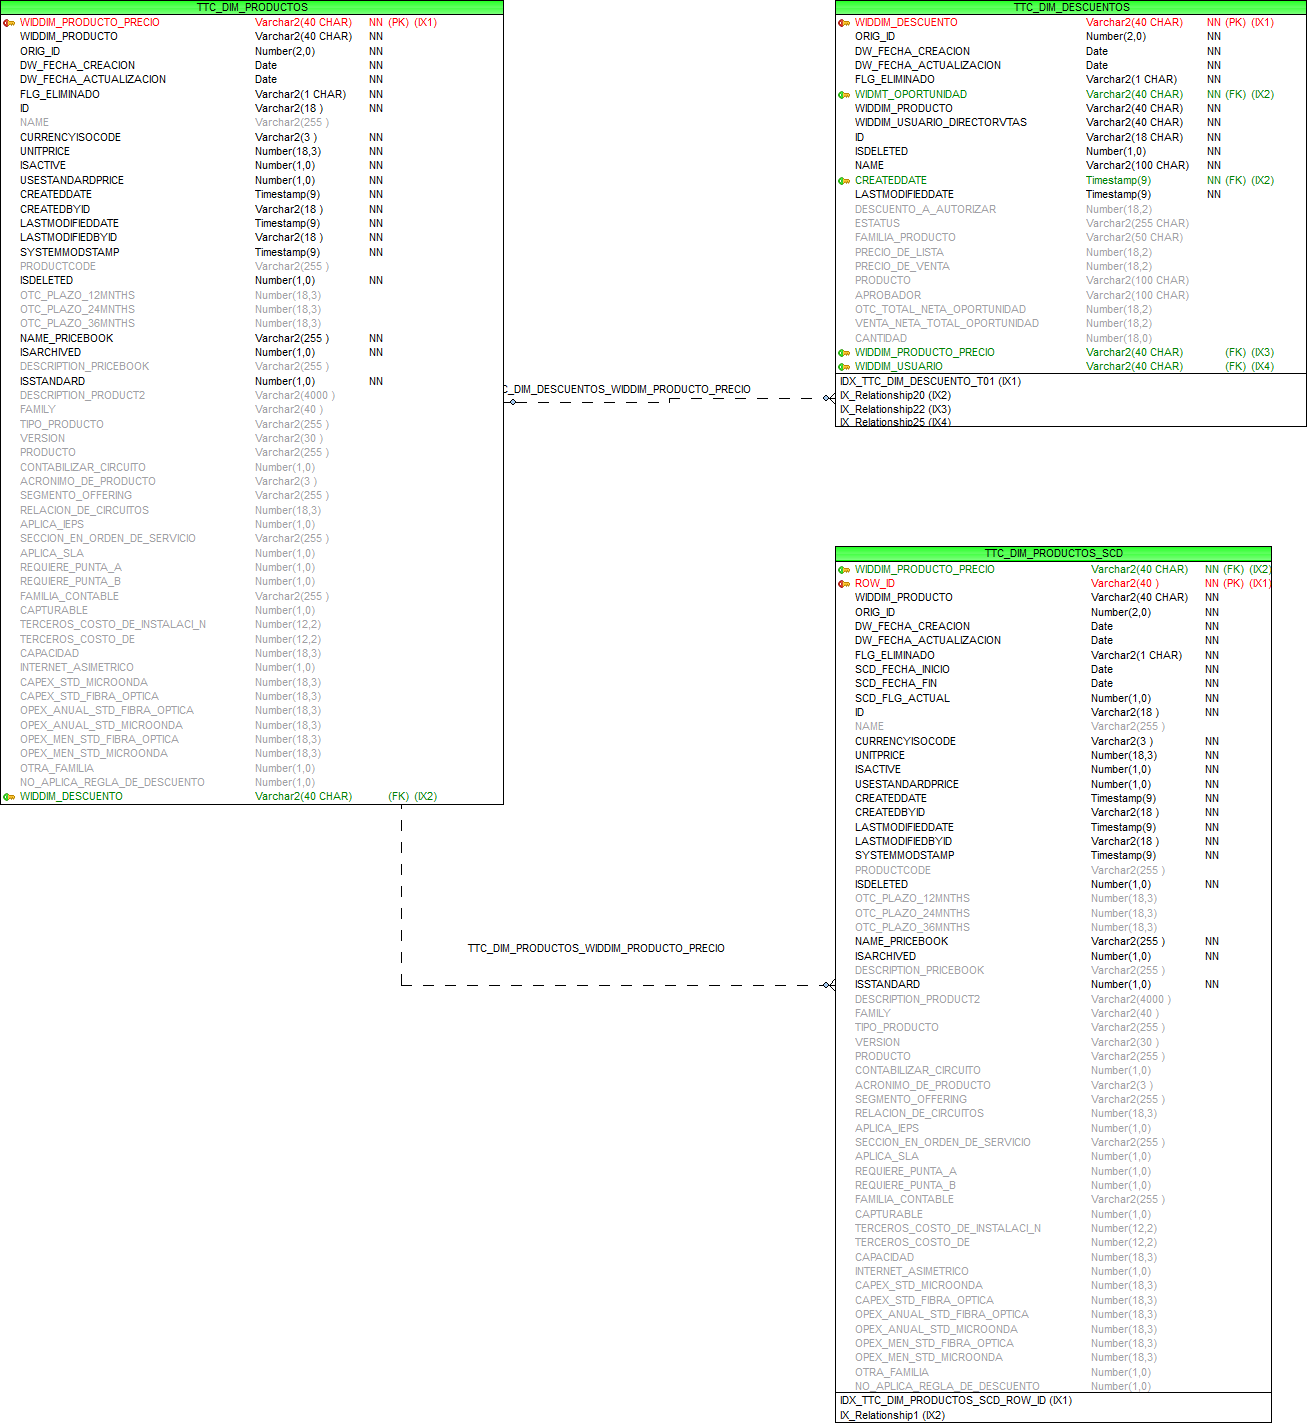 TTC_DIM_PRODUCTOS
WIDDIM_PRODUCTO_PRECIO Varchar2(40 CHAR) NN (PK) (IX1)
WIDDIM_PRODUCTO Varchar2(40 CHAR) NN
ORIG_ID Number(2,0) NN
DW_FECHA_CREACION Date NN
DW_FECHA_ACTUALIZACION Date NN
FLG_ELIMINADO Varchar2(1 CHAR) NN
ID Varchar2(18 ) NN
NAME Varchar2(255 )
CURRENCYISOCODE Varchar2(3 ) NN
UNITPRICE Number(18,3) NN
ISACTIVE Number(1,0) NN
USESTANDARDPRICE Number(1,0) NN
CREATEDDATE Timestamp(9) NN
CREATEDBYID Varchar2(18 ) NN
LASTMODIFIEDDATE Timestamp(9) NN
LASTMODIFIEDBYID Varchar2(18 ) NN
SYSTEMMODSTAMP Timestamp(9) NN
PRODUCTCODE Varchar2(255 )
ISDELETED Number(1,0) NN
OTC_PLAZO_12MNTHS Number(18,3)
OTC_PLAZO_24MNTHS Number(18,3)
OTC_PLAZO_36MNTHS Number(18,3)
NAME_PRICEBOOK Varchar2(255 ) NN
ISARCHIVED Number(1,0) NN
DESCRIPTION_PRICEBOOK Varchar2(255 )
ISSTANDARD Number(1,0) NN
DESCRIPTION_PRODUCT2 Varchar2(4000 )
FAMILY Varchar2(40 )
TIPO_PRODUCTO Varchar2(255 )
VERSION Varchar2(30 )
PRODUCTO Varchar2(255 )
CONTABILIZAR_CIRCUITO Number(1,0)
ACRONIMO_DE_PRODUCTO Varchar2(3 )
SEGMENTO_OFFERING Varchar2(255 )
RELACION_DE_CIRCUITOS Number(18,3)
APLICA_IEPS Number(1,0)
SECCION_EN_ORDEN_DE_SERVICIO Varchar2(255 )
APLICA_SLA Number(1,0)
REQUIERE_PUNTA_A Number(1,0)
REQUIERE_PUNTA_B Number(1,0)
FAMILIA_CONTABLE Varchar2(255 )
CAPTURABLE Number(1,0)
TERCEROS_COSTO_DE_INSTALACI_N Number(12,2)
TERCEROS_COSTO_DE Number(12,2)
CAPACIDAD Number(18,3)
INTERNET_ASIMETRICO Number(1,0)
CAPEX_STD_MICROONDA Number(18,3)
CAPEX_STD_FIBRA_OPTICA Number(18,3)
OPEX_ANUAL_STD_FIBRA_OPTICA Number(18,3)
OPEX_ANUAL_STD_MICROONDA Number(18,3)
OPEX_MEN_STD_FIBRA_OPTICA Number(18,3)
OPEX_MEN_STD_MICROONDA Number(18,3)
OTRA_FAMILIA Number(1,0)
NO_APLICA_REGLA_DE_DESCUENTO Number(1,0)
WIDDIM_DESCUENTO Varchar2(40 CHAR) (FK) (IX2)
C_DIM_DESCUENTOS_WIDDIM_PRODUCTO_PRECIO
TTC_DIM_DESCUENTOS
WIDDIM_DESCUENTO Varchar2(40 CHAR) NN (PK) (IX1)
ORIG_ID Number(2,0) NN
DW_FECHA_CREACION Date NN
DW_FECHA_ACTUALIZACION Date NN
FLG_ELIMINADO Varchar2(1 CHAR) NN
WIDMT_OPORTUNIDAD Varchar2(40 CHAR) NN (FK) (IX2)
WIDDIM_PRODUCTO Varchar2(40 CHAR) NN
WIDDIM_USUARIO_DIRECTORVTAS Varchar2(40 CHAR) NN
ID Varchar2(18 CHAR) NN
ISDELETED Number(1,0) NN
NAME Varchar2(100 CHAR) NN
CREATEDDATE Timestamp(9) NN (FK) (IX2)
LASTMODIFIEDDATE Timestamp(9) NN
DESCUENTO_A_AUTORIZAR Number(18,2)
ESTATUS Varchar2(255 CHAR)
FAMILIA_PRODUCTO Varchar2(50 CHAR)
PRECIO_DE_LISTA Number(18,2)
PRECIO_DE_VENTA Number(18,2)
PRODUCTO Varchar2(100 CHAR)
APROBADOR Varchar2(100 CHAR)
OTC_TOTAL_NETA_OPORTUNIDAD Number(18,2)
VENTA_NETA_TOTAL_OPORTUNIDAD Number(18,2)
CANTIDAD Number(18,0)
WIDDIM_PRODUCTO_PRECIO Varchar2(40 CHAR) (FK) (IX3)
WIDDIM_USUARIO Varchar2(40 CHAR) (FK) (IX4)
IDX_TTC_DIM_DESCUENTO_T01 (IX1)
IX_Relationship20 (IX2)
IX_Relationship22 (IX3)
IX_Relationship25 (IX4)
TTC_DIM_PRODUCTOS_WIDDIM_PRODUCTO_PRECIO
TTC_DIM_PRODUCTOS_SCD
WIDDIM_PRODUCTO_PRECIO Varchar2(40 CHAR) NN (FK) (IX2)
ROW_ID Varchar2(40 ) NN (PK) (IX1)
WIDDIM_PRODUCTO Varchar2(40 CHAR) NN
ORIG_ID Number(2,0) NN
DW_FECHA_CREACION Date NN
DW_FECHA_ACTUALIZACION Date NN
FLG_ELIMINADO Varchar2(1 CHAR) NN
SCD_FECHA_INICIO Date NN
SCD_FECHA_FIN Date NN
SCD_FLG_ACTUAL Number(1,0) NN
ID Varchar2(18 ) NN
NAME Varchar2(255 )
CURRENCYISOCODE Varchar2(3 ) NN
UNITPRICE Number(18,3) NN
ISACTIVE Number(1,0) NN
USESTANDARDPRICE Number(1,0) NN
CREATEDDATE Timestamp(9) NN
CREATEDBYID Varchar2(18 ) NN
LASTMODIFIEDDATE Timestamp(9) NN
LASTMODIFIEDBYID Varchar2(18 ) NN
SYSTEMMODSTAMP Timestamp(9) NN
PRODUCTCODE Varchar2(255 )
ISDELETED Number(1,0) NN
OTC_PLAZO_12MNTHS Number(18,3)
OTC_PLAZO_24MNTHS Number(18,3)
OTC_PLAZO_36MNTHS Number(18,3)
NAME_PRICEBOOK Varchar2(255 ) NN
ISARCHIVED Number(1,0) NN
DESCRIPTION_PRICEBOOK Varchar2(255 )
ISSTANDARD Number(1,0) NN
DESCRIPTION_PRODUCT2 Varchar2(4000 )
FAMILY Varchar2(40 )
TIPO_PRODUCTO Varchar2(255 )
VERSION Varchar2(30 )
PRODUCTO Varchar2(255 )
CONTABILIZAR_CIRCUITO Number(1,0)
ACRONIMO_DE_PRODUCTO Varchar2(3 )
SEGMENTO_OFFERING Varchar2(255 )
RELACION_DE_CIRCUITOS Number(18,3)
APLICA_IEPS Number(1,0)
SECCION_EN_ORDEN_DE_SERVICIO Varchar2(255 )
APLICA_SLA Number(1,0)
REQUIERE_PUNTA_A Number(1,0)
REQUIERE_PUNTA_B Number(1,0)
FAMILIA_CONTABLE Varchar2(255 )
CAPTURABLE Number(1,0)
TERCEROS_COSTO_DE_INSTALACI_N Number(12,2)
TERCEROS_COSTO_DE Number(12,2)
CAPACIDAD Number(18,3)
INTERNET_ASIMETRICO Number(1,0)
CAPEX_STD_MICROONDA Number(18,3)
CAPEX_STD_FIBRA_OPTICA Number(18,3)
OPEX_ANUAL_STD_FIBRA_OPTICA Number(18,3)
OPEX_ANUAL_STD_MICROONDA Number(18,3)
OPEX_MEN_STD_FIBRA_OPTICA Number(18,3)
OPEX_MEN_STD_MICROONDA Number(18,3)
OTRA_FAMILIA Number(1,0)
NO_APLICA_REGLA_DE_DESCUENTO Number(1,0)
IDX_TTC_DIM_PRODUCTOS_SCD_ROW_ID (IX1)
IX_Relationship1 (IX2)